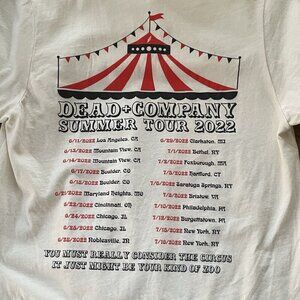 DEAD+COMPANY
SUMMER TOUR 2022
6/11/2022 Los Angeles, CA
6/13/2022 Mountain View, CA
6/14/2022 Mountain View, CA
6/17/2022 Boulder, CO
6/18/2022 Boulder, CO
6/21/2022 Maryland Heights, MO
6/22/2022 Cincinnati, OH
6/24/2022 Chicago, IL
6/25/2022 Chicago, IL
6/28/2022 Noblesville, IN
6/29/2022 Clarkston, MI
7/1/2022 Bethel, NY
7/2/2022 Foxborough, MA
7/5/2022 Hartford, CT
7/6/2022 Saratoga Springs, NY
7/8/2022 Bristow, VA
7/10/2022 Philadelphia, PA
7/12/2022 Burgettstown, PA
7/15/2022 New York, NY
7/16/2022 New York, NY
YOU MUST REALLY CONSIDER THE CIRCUS
IT JUST MIGHT BE YOUR KIND OF ZOO